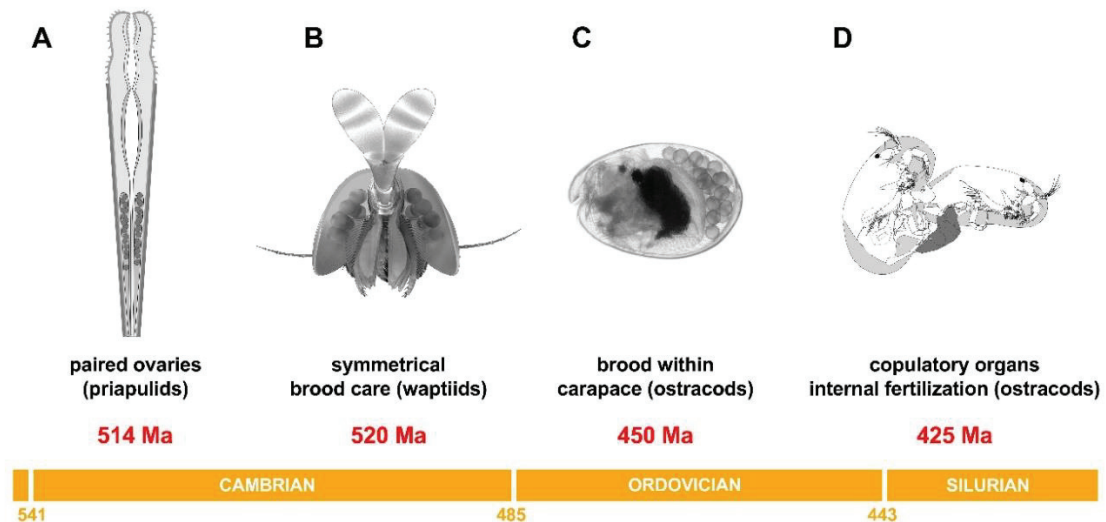 A
B
C
D
paired ovaries
(priapulids)
symmetrical
brood care (waptiids)
brood within
carapace (ostracods)
copulatory organs
internal fertilization (ostracods)
514 Ma
520 Ma
450 Ma
425 Ma
CAMBRIAN
ORDOVICIAN
SILURIAN
541
485
443